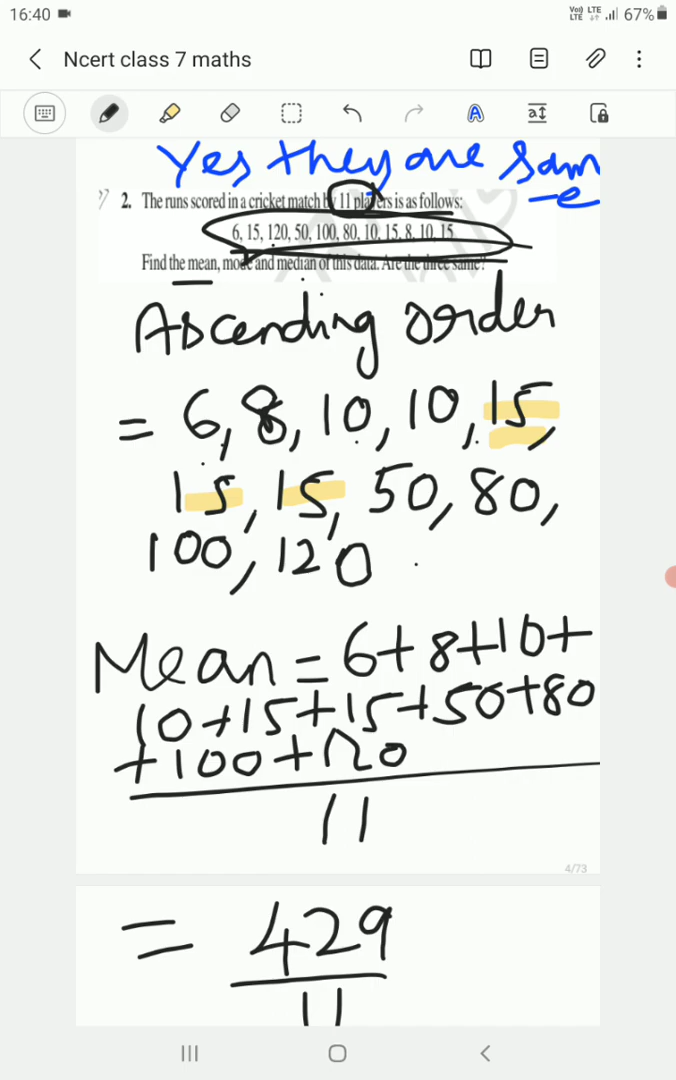 16:40 Vo) LTE LTE 67%
Ncert class 7 maths
Yes they are sam
-e
2. The runs scored in a cricket match by 11 players is as follows:
6, 15, 120, 50, 100, 80, 10, 15, 8, 10, 15
Find the mean, mode and median of this data. Are the three same?
Ascending order
= 6, 8, 10, 10, 15,
15, 15, 50, 80,
100, 120
Mean = 6+8+10+
10+15+15+50+80
+100+120
11
4/73
= 429
11